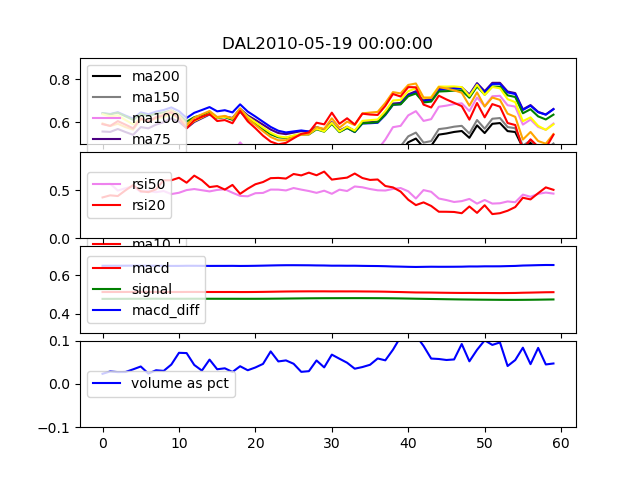 DAL2010-05-19 00:00:00
0.8
0.6
ma200
ma150
ma100
ma75
0.5
0.0
rsi50
rsi20
ma10
0.6
0.4
macd
signal
macd_diff
0.1
0.0
−0.1
volume as pct
0 10 20 30 40 50 60